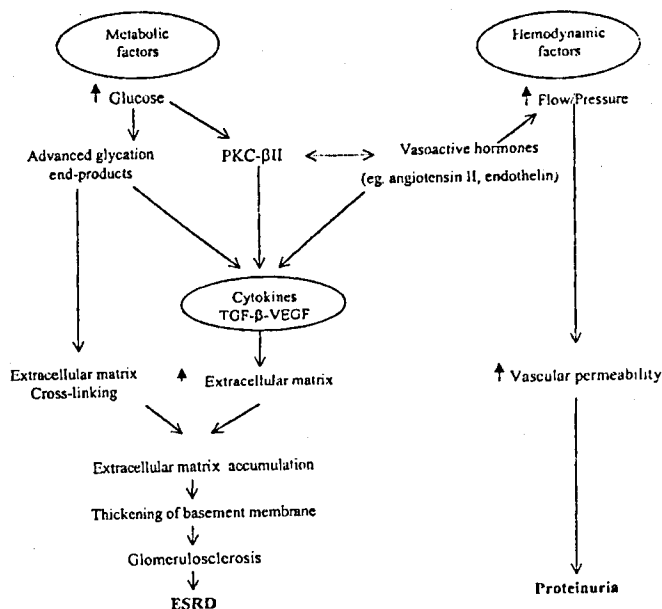 Metabolic
factors
Hemodynamic
factors
Glucose
Flow/Pressure
Advanced glycation
end-products
PKC-βII
Vasoactive hormones
(eg. angiotensin II, endothelin)
Cytokines
TGF-β-VEGF
Extracellular matrix
Cross-linking
Extracellular matrix
Vascular permeability
Extracellular matrix accumulation
Thickening of basement membrane
Glomerulosclerosis
ESRD
Proteinuria